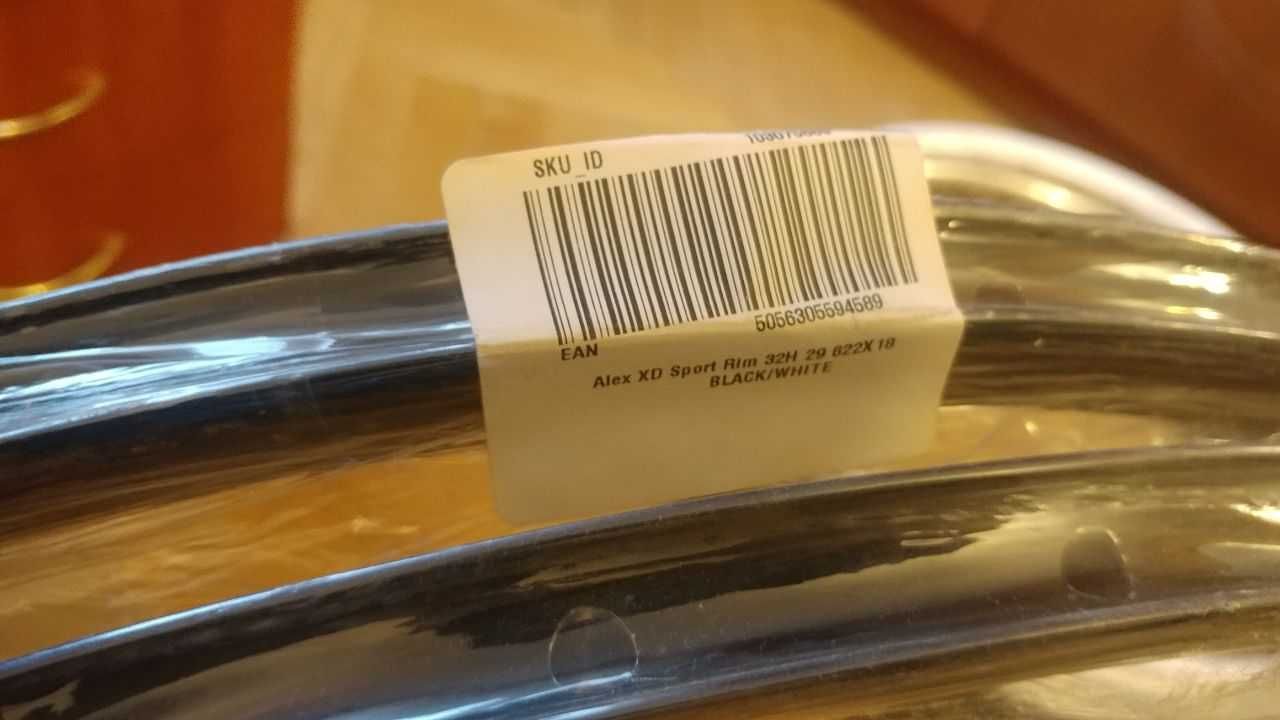 SKU_ID
EAN
5056305594589
Alex XD Sport Rim 32H 29 622X18
BLACK/WHITE